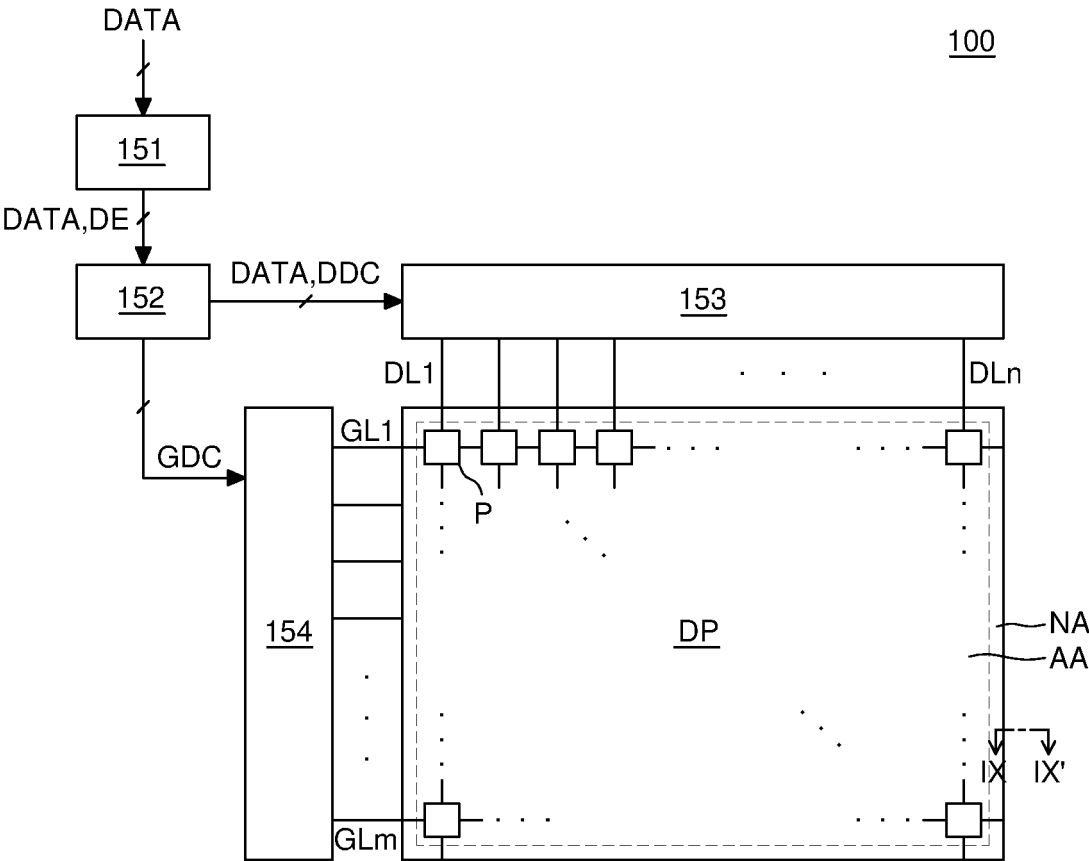 DATA
100
151
DATA,DE
DATA,DDC
152
153
DL1
DLn
GL1
GDC
P
154
DP
NA
AA
IX IX'
GLm